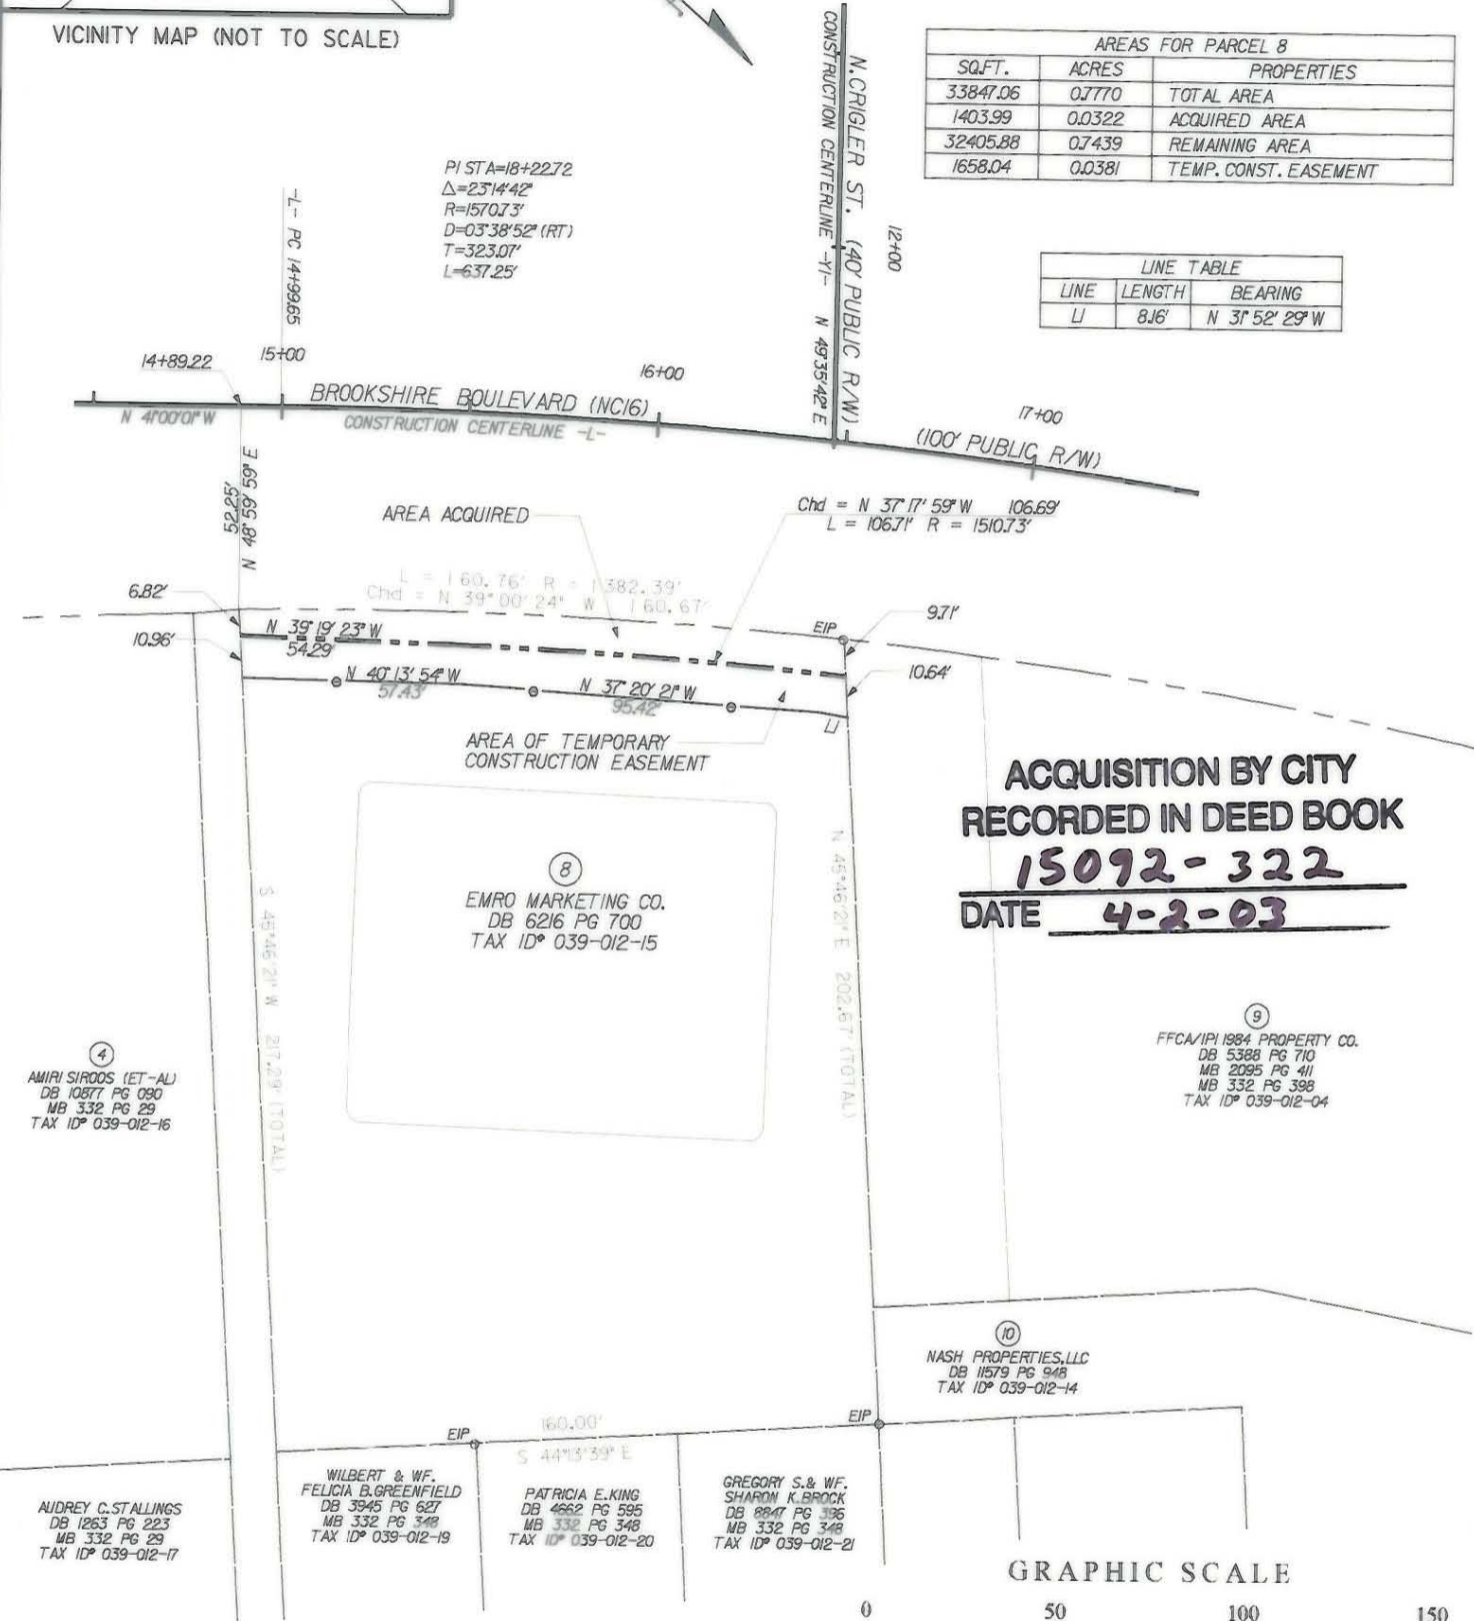 VICINITY MAP (NOT TO SCALE)
AREAS FOR PARCEL 8
SQ.FT. ACRES PROPERTIES
33847.06 0.7770 TOTAL AREA
1403.99 0.0322 ACQUIRED AREA
32405.88 0.7439 REMAINING AREA
1658.04 0.0381 TEMP. CONST. EASEMENT
LINE TABLE
LINE LENGTH BEARING
L1 8.16' N 31°52'29" W
PI STA=18+22.72
Δ=23°14'42"
R=1570.73'
D=03°38'52" (RT)
T=323.07'
L=637.25'
-L- PC 14+99.65
N. CRIGLER ST. (40' PUBLIC R/W)
CONSTRUCTION CENTERLINE -Y1- N 49°35'42" E
12+00
14+89.22
15+00
16+00
17+00
BROOKSHIRE BOULEVARD (NC16)
(100' PUBLIC R/W)
N 41°00'01" W
CONSTRUCTION CENTERLINE -L-
52.25'
N 48°59'59" E
AREA ACQUIRED
Chd = N 37°17'59" W 106.69'
L = 106.71' R = 1510.73'
L = 160.76' R = 1382.39'
Chd = N 39°00'24" W 160.67'
6.82'
10.96'
N 39°19'23" W
54.29'
EIP
9.71'
10.64'
N 40°13'54" W
57.43'
N 37°20'21" W
95.42'
L1
AREA OF TEMPORARY
CONSTRUCTION EASEMENT
ACQUISITION BY CITY
RECORDED IN DEED BOOK
15092-322
DATE 4-2-03
8
EMRO MARKETING CO.
DB 6216 PG 700
TAX ID# 039-012-15
S 45°46'21" W 217.29' (TOTAL)
N 45°46'21" E 202.67' (TOTAL)
4
AMIRI SIROOS (ET-AL)
DB 10877 PG 090
MB 332 PG 29
TAX ID# 039-012-16
9
FFCA/IPI 1984 PROPERTY CO.
DB 5388 PG 710
MB 2095 PG 411
MB 332 PG 398
TAX ID# 039-012-04
10
NASH PROPERTIES,LLC
DB 11579 PG 948
TAX ID# 039-012-14
EIP
160.00'
S 44°13'39" E
EIP
AUDREY C. STALLINGS
DB 1263 PG 223
MB 332 PG 29
TAX ID# 039-012-17
WILBERT & WF.
FELICIA B. GREENFIELD
DB 3945 PG 627
MB 332 PG 348
TAX ID# 039-012-19
PATRICIA E. KING
DB 4662 PG 595
MB 332 PG 348
TAX ID# 039-012-20
GREGORY S. & WF.
SHARON K. BROCK
DB 8847 PG 396
MB 332 PG 348
TAX ID# 039-012-21
GRAPHIC SCALE
0 50 100 150